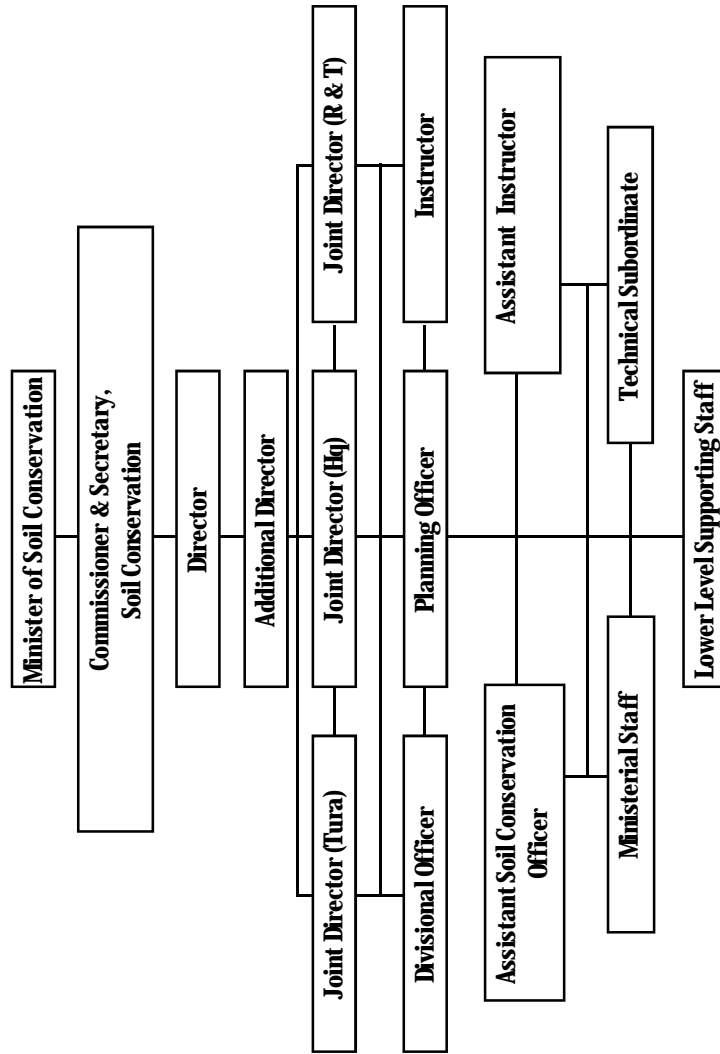 Minister of Soil Conservation
Commissioner & Secretary,
Soil Conservation
Director
Additional Director
Joint Director (Tura)
Joint Director (Hq)
Joint Director (R & T)
Divisional Officer
Planning Officer
Instructor
Assistant Soil Conservation
Officer
Assistant Instructor
Ministerial Staff
Technical Subordinate
Lower Level Supporting Staff